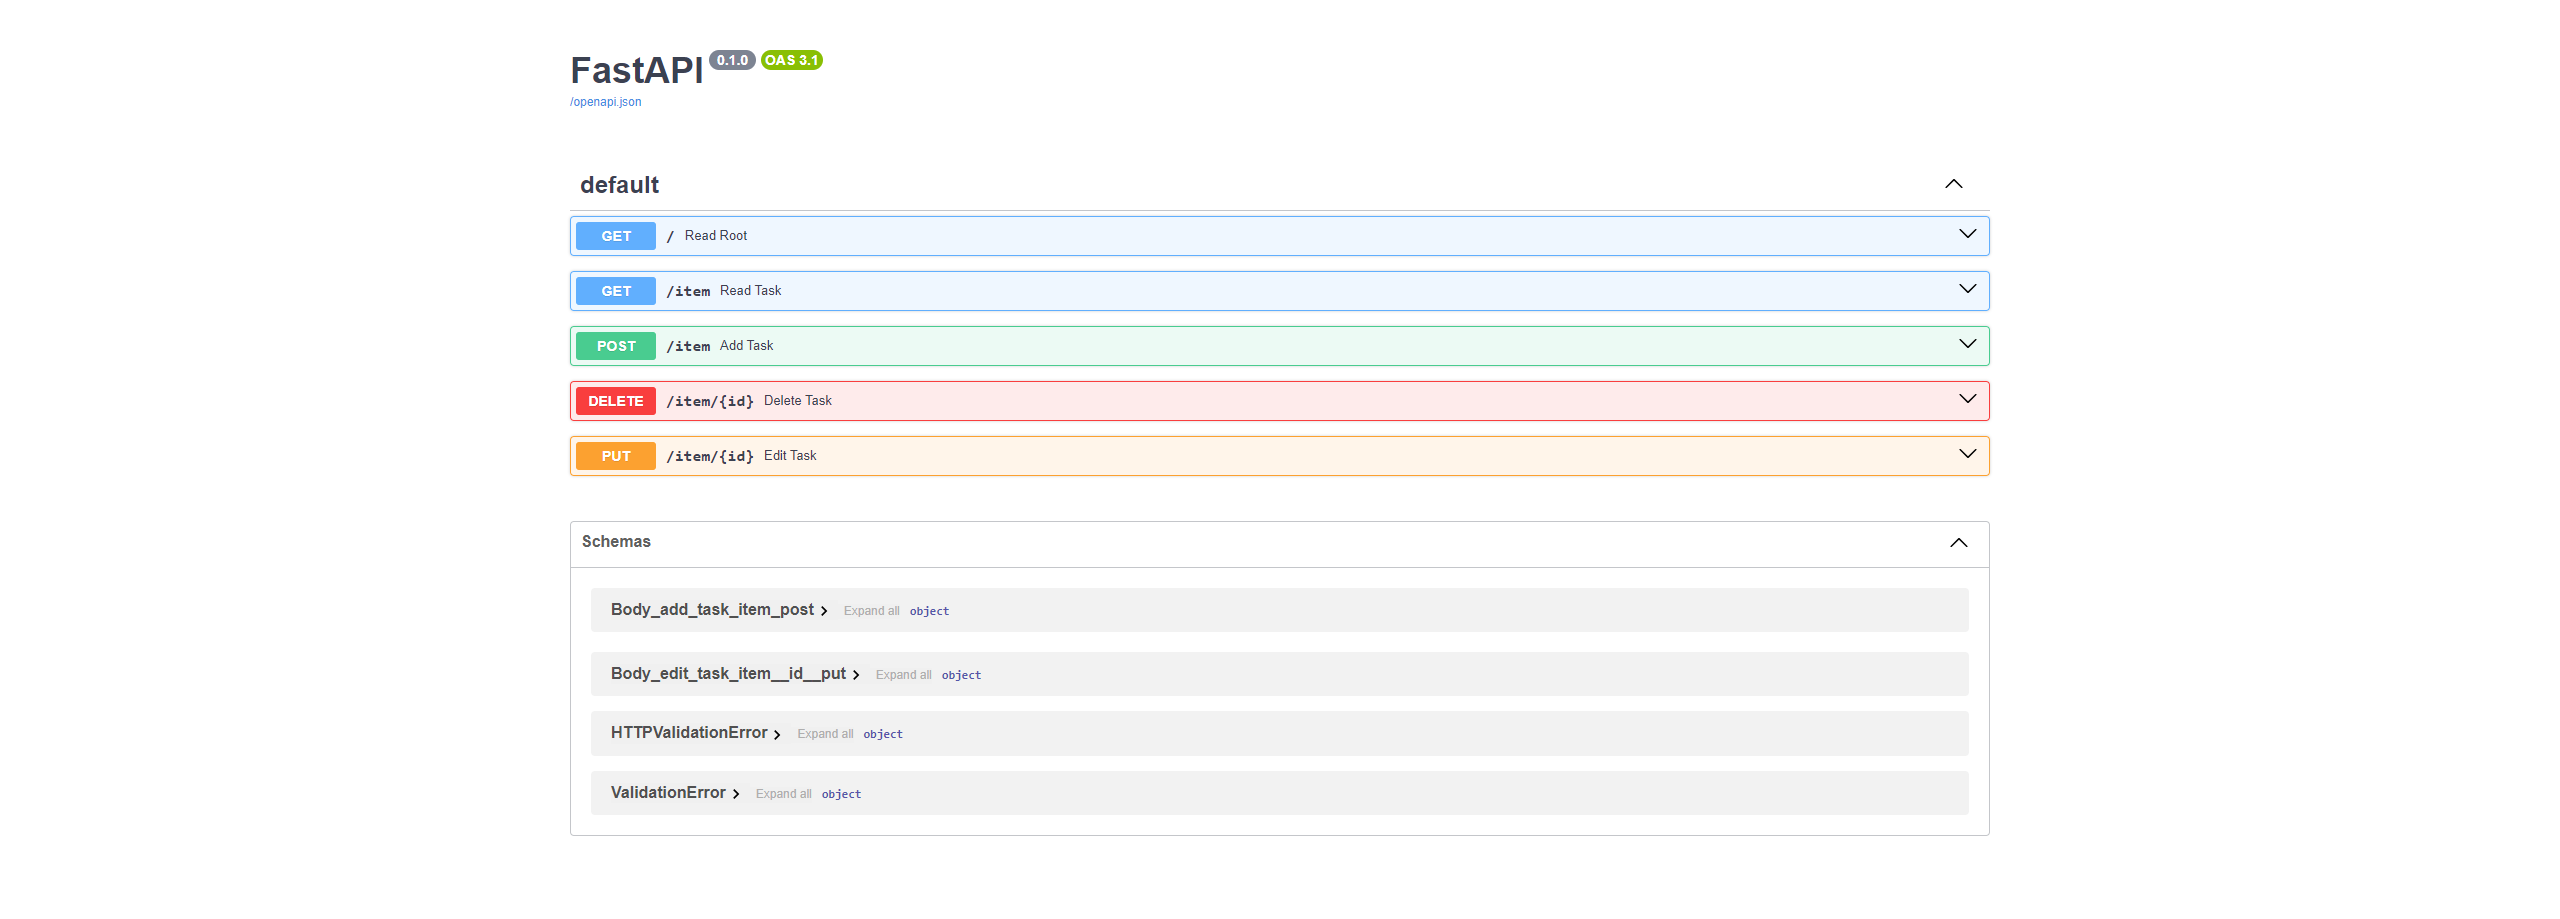 FastAPI 0.1.0 OAS 3.1
/openapi.json
default
GET / Read Root
GET /item Read Task
POST /item Add Task
DELETE /item/{id} Delete Task
PUT /item/{id} Edit Task
Schemas
Body_add_task_item_post Expand all object
Body_edit_task_item__id__put Expand all object
HTTPValidationError Expand all object
ValidationError Expand all object